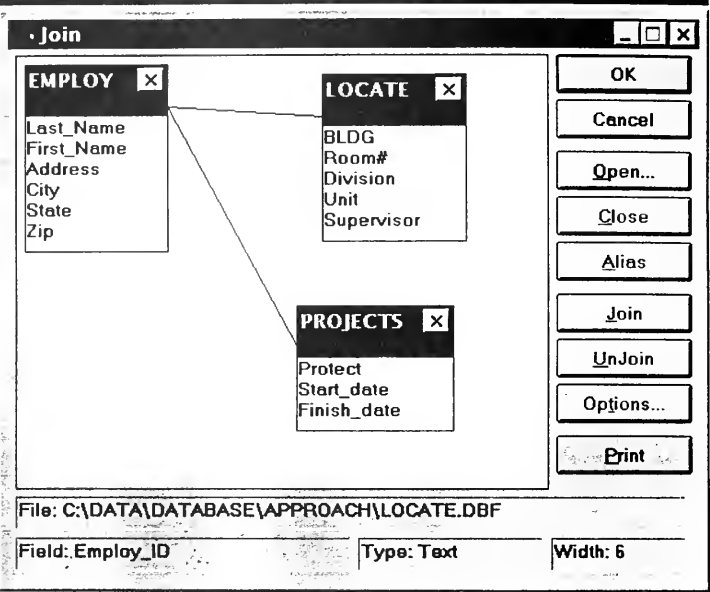 Join
EMPLOY
Last_Name
First_Name
Address
City
State
Zip
LOCATE
BLDG
Room#
Division
Unit
Supervisor
PROJECTS
Protect
Start_date
Finish_date
OK
Cancel
Open...
Close
Alias
Join
UnJoin
Options...
Print
File: C:\DATA\DATABASE\APPROACH\LOCATE.DBF
Field: Employ_ID
Type: Text
Width: 6